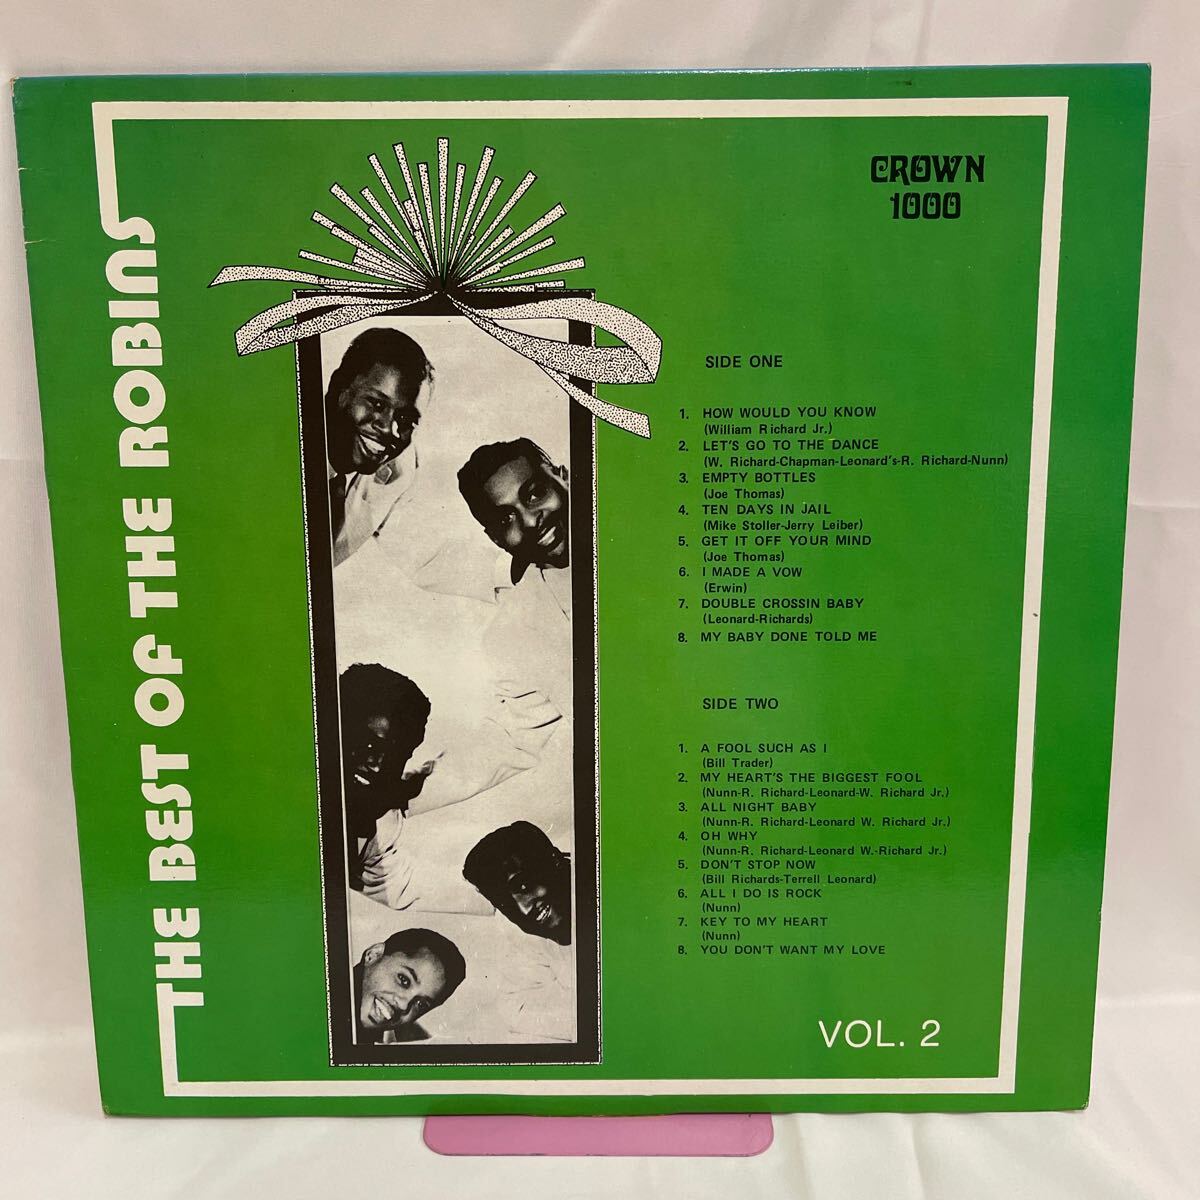 THE BEST OF THE ROBINS
CROWN
1000
SIDE ONE
1. HOW WOULD YOU KNOW
(William Richard Jr.)
2. LET'S GO TO THE DANCE
(W. Richard-Chapman-Leonard's-R. Richard-Nunn)
3. EMPTY BOTTLES
(Joe Thomas)
4. TEN DAYS IN JAIL
(Mike Stoller-Jerry Leiber)
5. GET IT OFF YOUR MIND
(Joe Thomas)
6. I MADE A VOW
(Erwin)
7. DOUBLE CROSSIN BABY
(Leonard-Richards)
8. MY BABY DONE TOLD ME
SIDE TWO
1. A FOOL SUCH AS I
(Bill Trader)
2. MY HEART'S THE BIGGEST FOOL
(Nunn-R. Richard-Leonard-W. Richard Jr.)
3. ALL NIGHT BABY
(Nunn-R. Richard-Leonard W. Richard Jr.)
4. OH WHY
(Nunn-R. Richard-Leonard W.-Richard Jr.)
5. DON'T STOP NOW
(Bill Richards-Terrell Leonard)
6. ALL I DO IS ROCK
(Nunn)
7. KEY TO MY HEART
(Nunn)
8. YOU DON'T WANT MY LOVE
VOL. 2